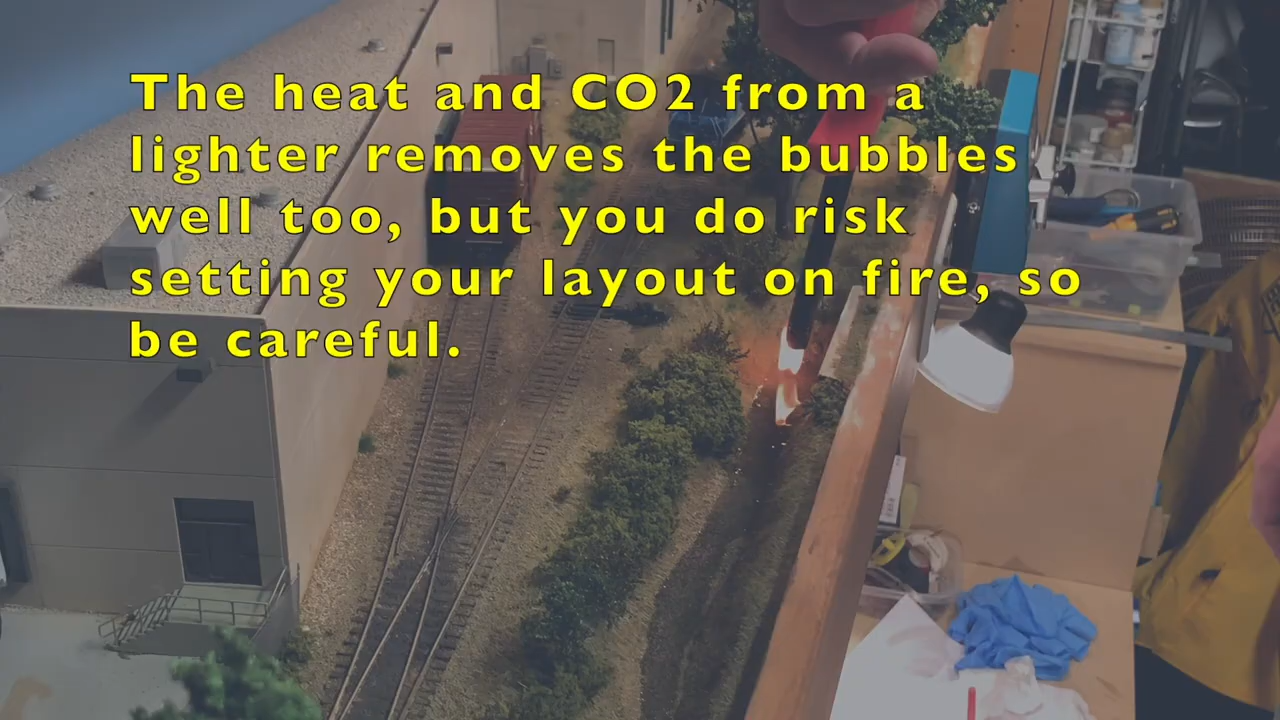 The heat and CO2 from a
lighter removes the bubbles
well too, but you do risk
setting your layout on fire, so
be careful.